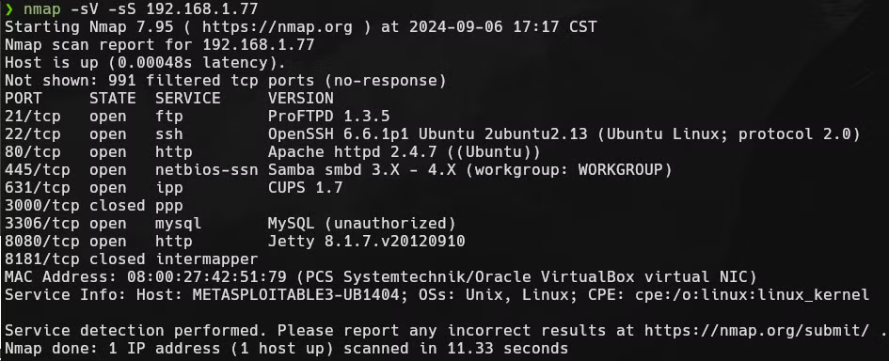 ❯ nmap -sV -sS 192.168.1.77
Starting Nmap 7.95 ( https://nmap.org ) at 2024-09-06 17:17 CST
Nmap scan report for 192.168.1.77
Host is up (0.00048s latency).
Not shown: 991 filtered tcp ports (no-response)
PORT     STATE  SERVICE     VERSION
21/tcp   open   ftp         ProFTPD 1.3.5
22/tcp   open   ssh         OpenSSH 6.6.1p1 Ubuntu 2ubuntu2.13 (Ubuntu Linux; protocol 2.0)
80/tcp   open   http        Apache httpd 2.4.7 ((Ubuntu))
445/tcp  open   netbios-ssn Samba smbd 3.X - 4.X (workgroup: WORKGROUP)
631/tcp  open   ipp         CUPS 1.7
3000/tcp closed ppp
3306/tcp open   mysql       MySQL (unauthorized)
8080/tcp open   http        Jetty 8.1.7.v20120910
8181/tcp closed intermapper
MAC Address: 08:00:27:42:51:79 (PCS Systemtechnik/Oracle VirtualBox virtual NIC)
Service Info: Host: METASPLOITABLE3-UB1404; OSs: Unix, Linux; CPE: cpe:/o:linux:linux_kernel

Service detection performed. Please report any incorrect results at https://nmap.org/submit/ .
Nmap done: 1 IP address (1 host up) scanned in 11.33 seconds